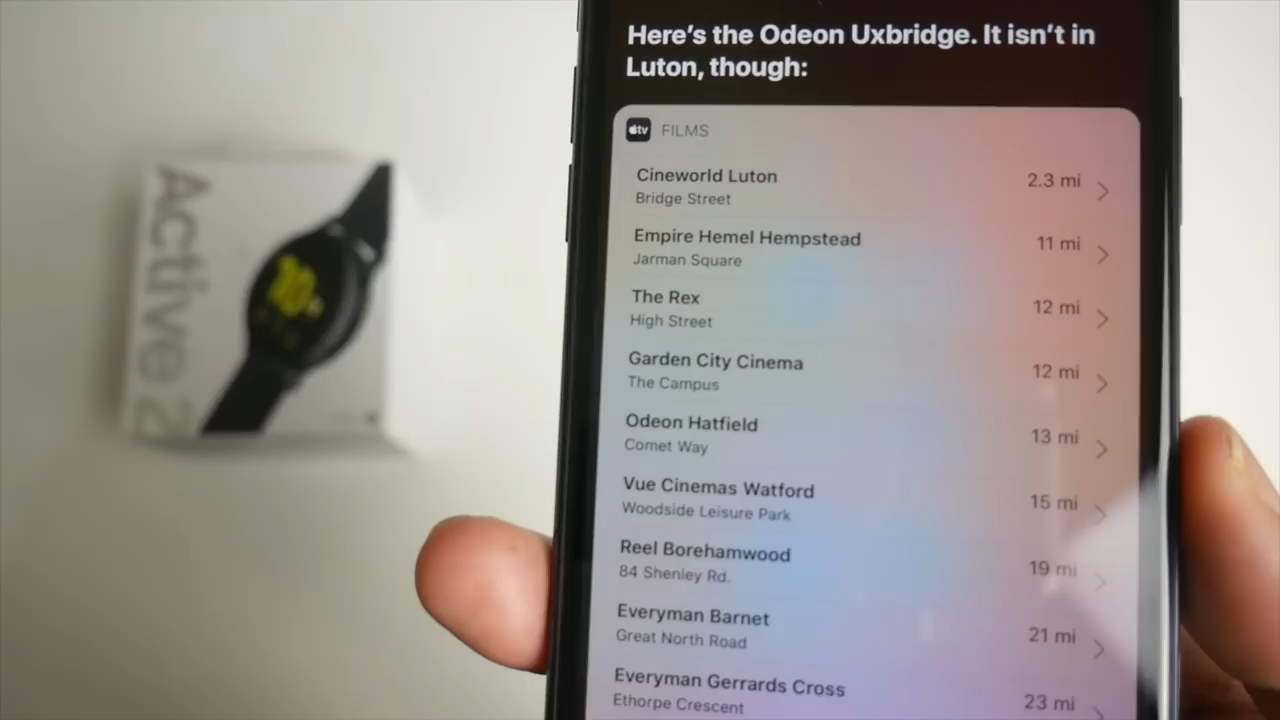 Here's the Odeon Uxbridge. It isn't in
Luton, though:
tv FILMS
Cineworld Luton 2.3 mi
Bridge Street
Empire Hemel Hempstead 11 mi
Jarman Square
The Rex 12 mi
High Street
Garden City Cinema 12 mi
The Campus
Odeon Hatfield 13 mi
Comet Way
Vue Cinemas Watford 15 mi
Woodside Leisure Park
Reel Borehamwood 19 mi
84 Shenley Rd.
Everyman Barnet 21 mi
Great North Road
Everyman Gerrards Cross 23 mi
Ethorpe Crescent
Active 2